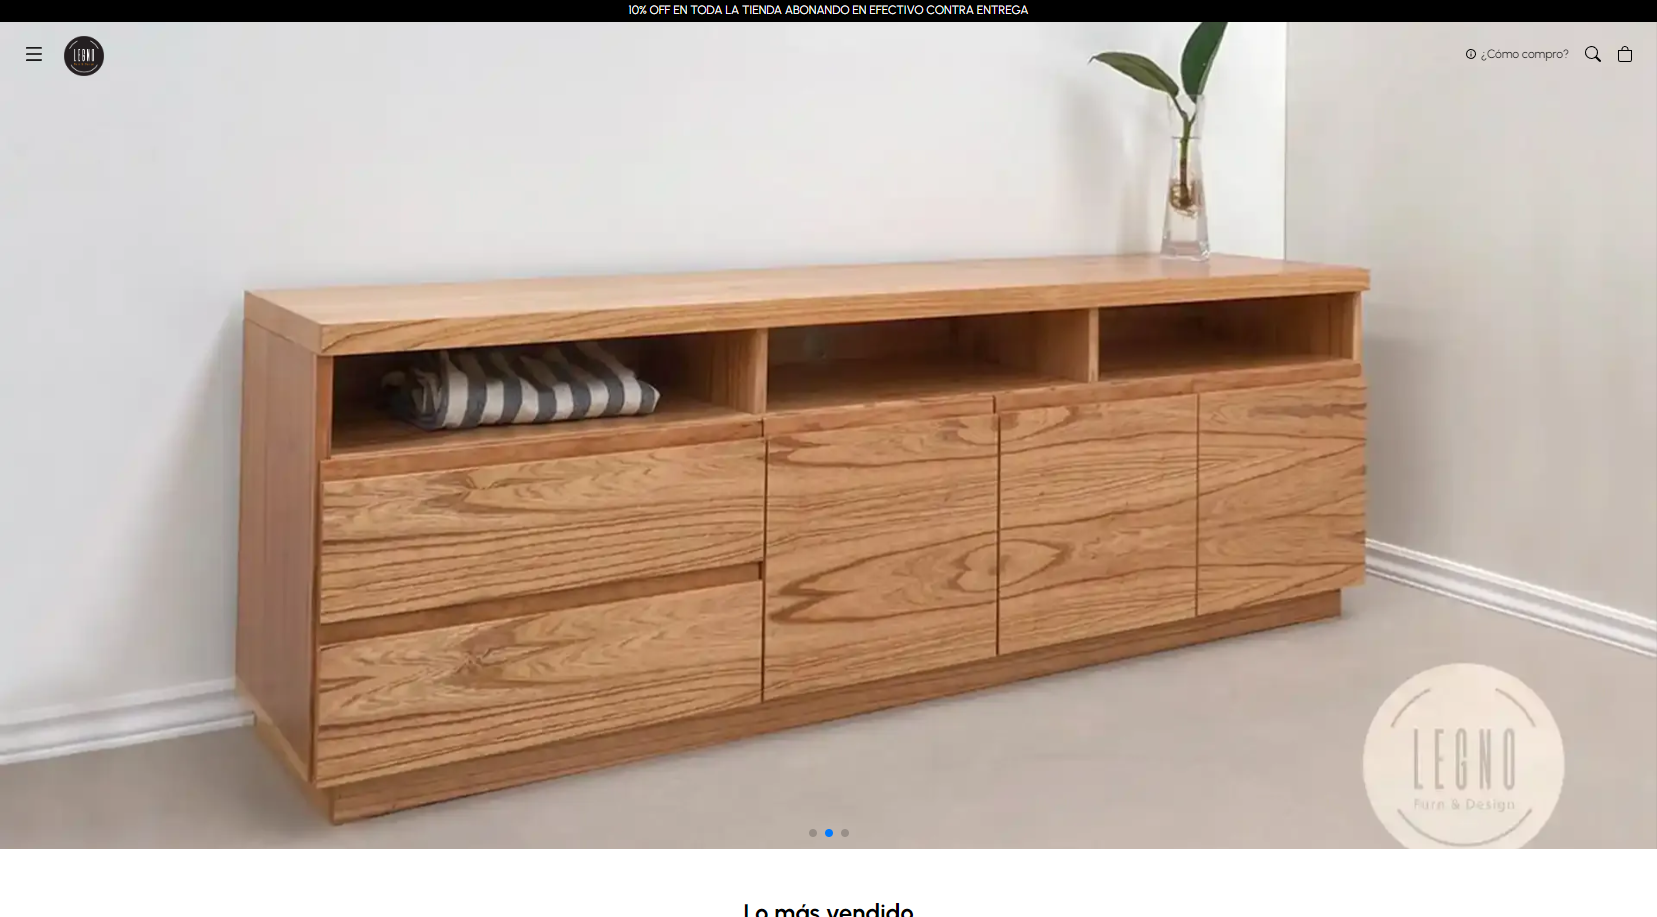 10% OFF EN TODA LA TIENDA ABONANDO EN EFECTIVO CONTRA ENTREGA
LEGNO
¿Cómo compro?
LEGNO
Furn & Design
Lo más vendido